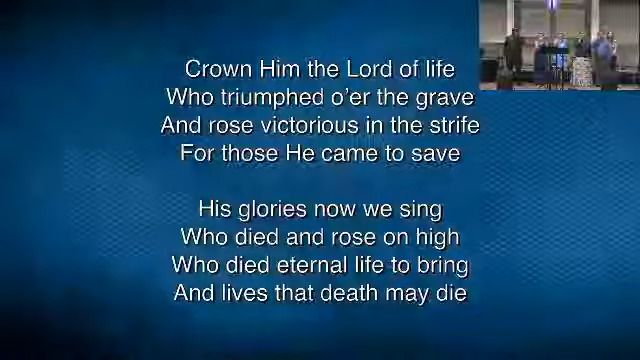 Crown Him the Lord of life
Who triumphed o'er the grave
And rose victorious in the strife
For those He came to save
His glories now we sing
Who died and rose on high
Who died eternal life to bring
And lives that death may die